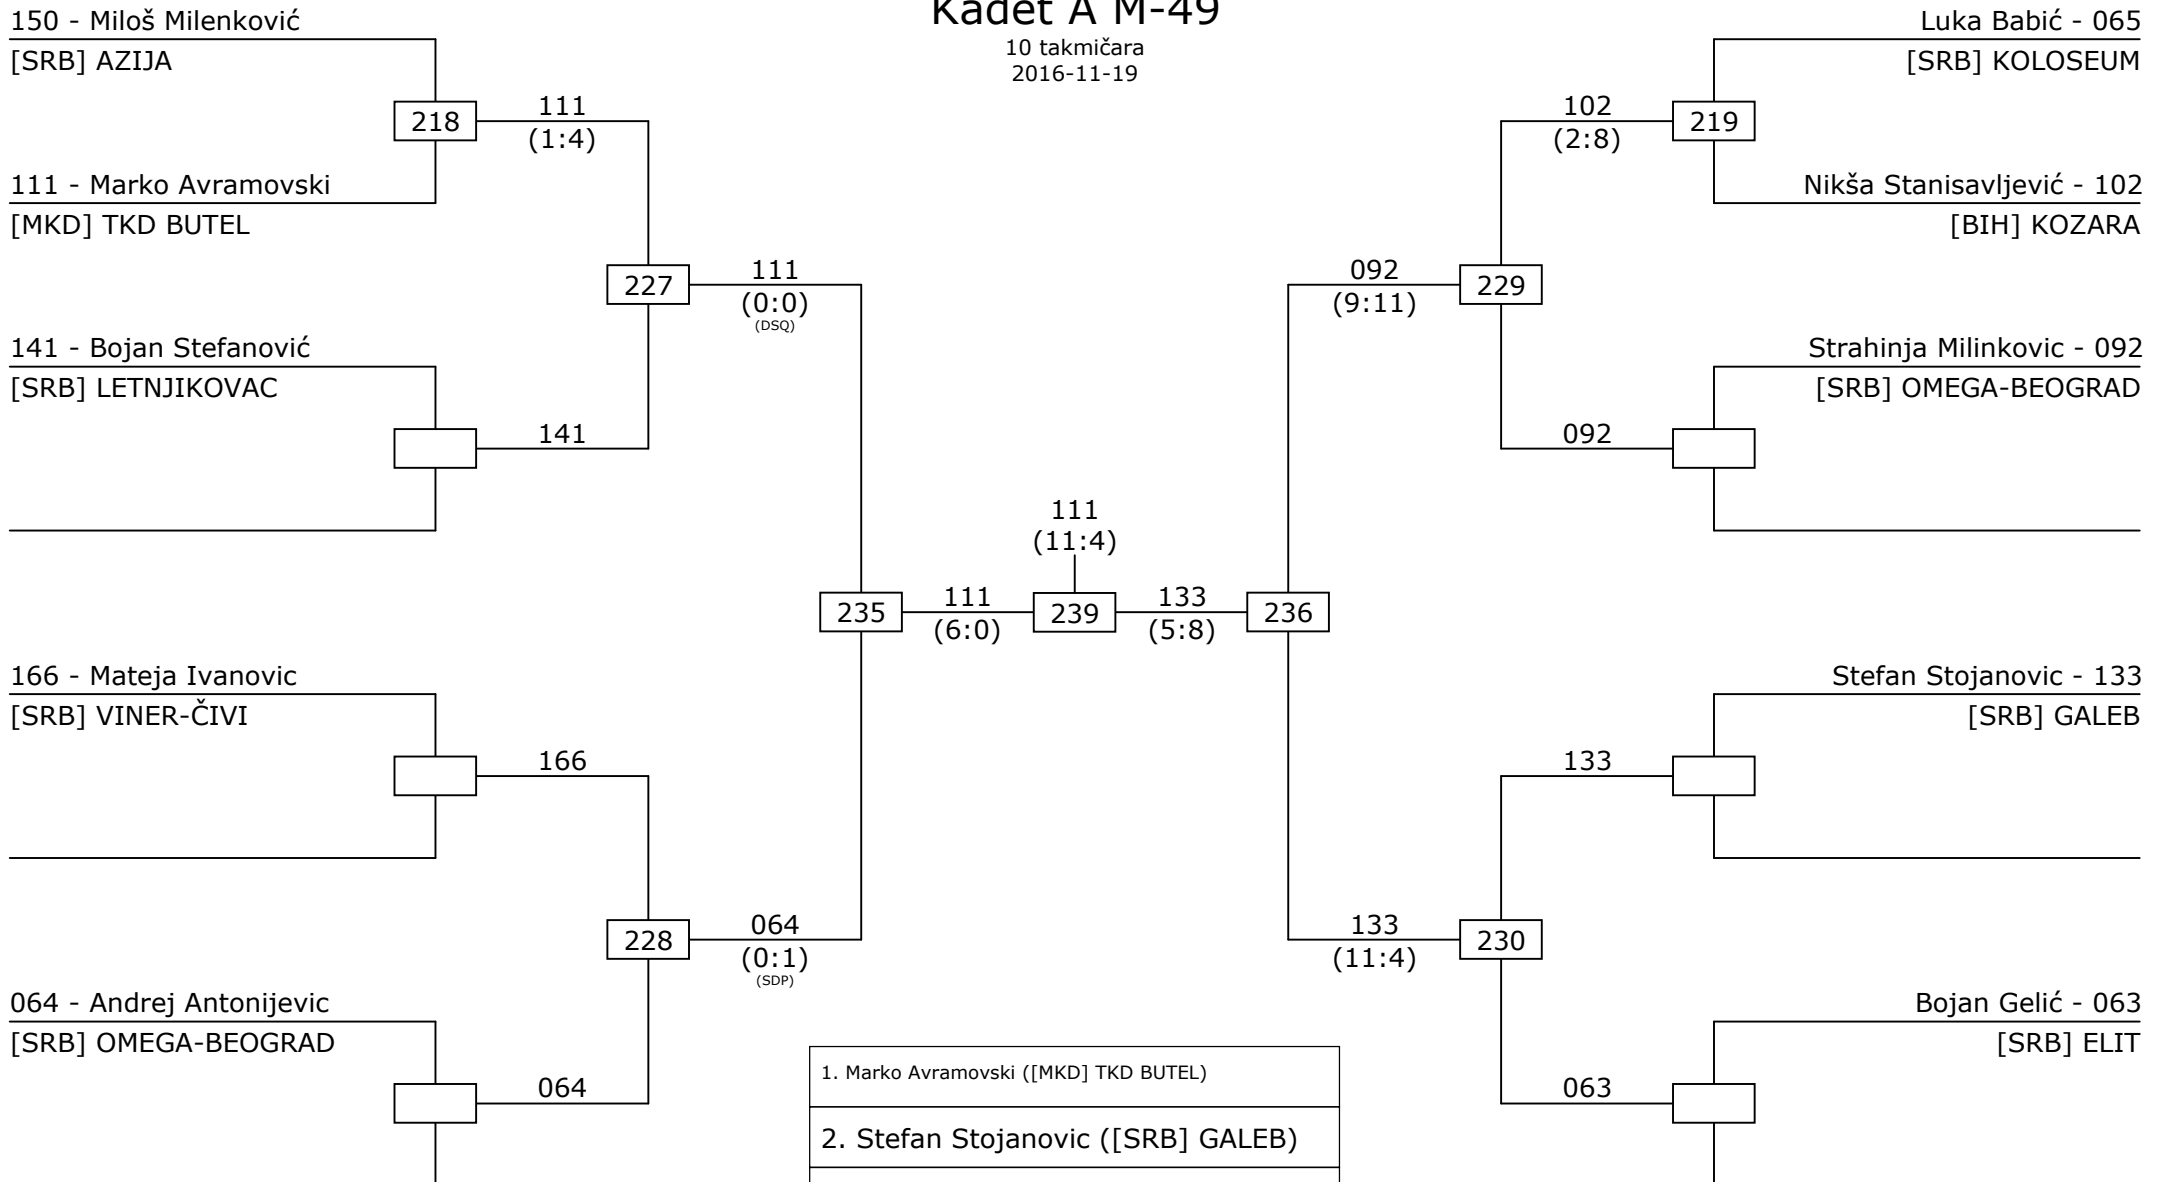 Kadet A M-49
10 takmičara
2016-11-19
150 - Miloš Milenković
[SRB] AZIJA
218
111
(1:4)
111 - Marko Avramovski
[MKD] TKD BUTEL
227
111
(0:0)
(DSQ)
141 - Bojan Stefanović
[SRB] LETNJIKOVAC
141
166 - Mateja Ivanovic
[SRB] VINER-ČIVI
166
228
064
(0:1)
(SDP)
064 - Andrej Antonijevic
[SRB] OMEGA-BEOGRAD
064
235
111
(6:0)
111
(11:4)
239
133
(5:8)
236
Luka Babić - 065
[SRB] KOLOSEUM
102
(2:8)
219
Nikša Stanisavljević - 102
[BIH] KOZARA
092
(9:11)
229
Strahinja Milinkovic - 092
[SRB] OMEGA-BEOGRAD
092
Stefan Stojanovic - 133
[SRB] GALEB
133
133
(11:4)
230
Bojan Gelić - 063
[SRB] ELIT
063
1. Marko Avramovski ([MKD] TKD BUTEL)
2. Stefan Stojanovic ([SRB] GALEB)